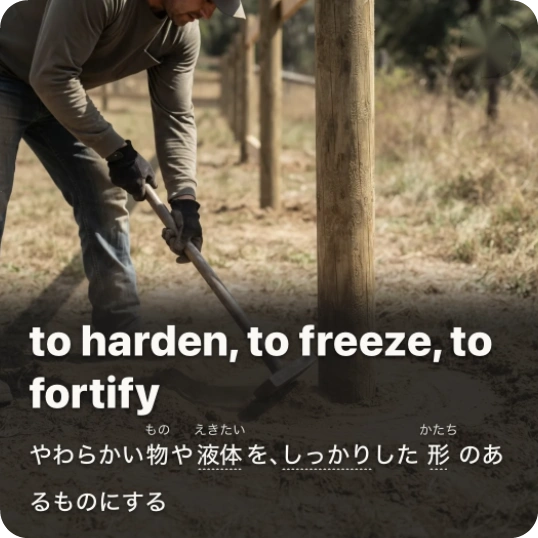 to harden, to freeze, to
fortify
もの えきたい かたち
やわらかい物や液体を、しっかりした 形 のあ
るものにする